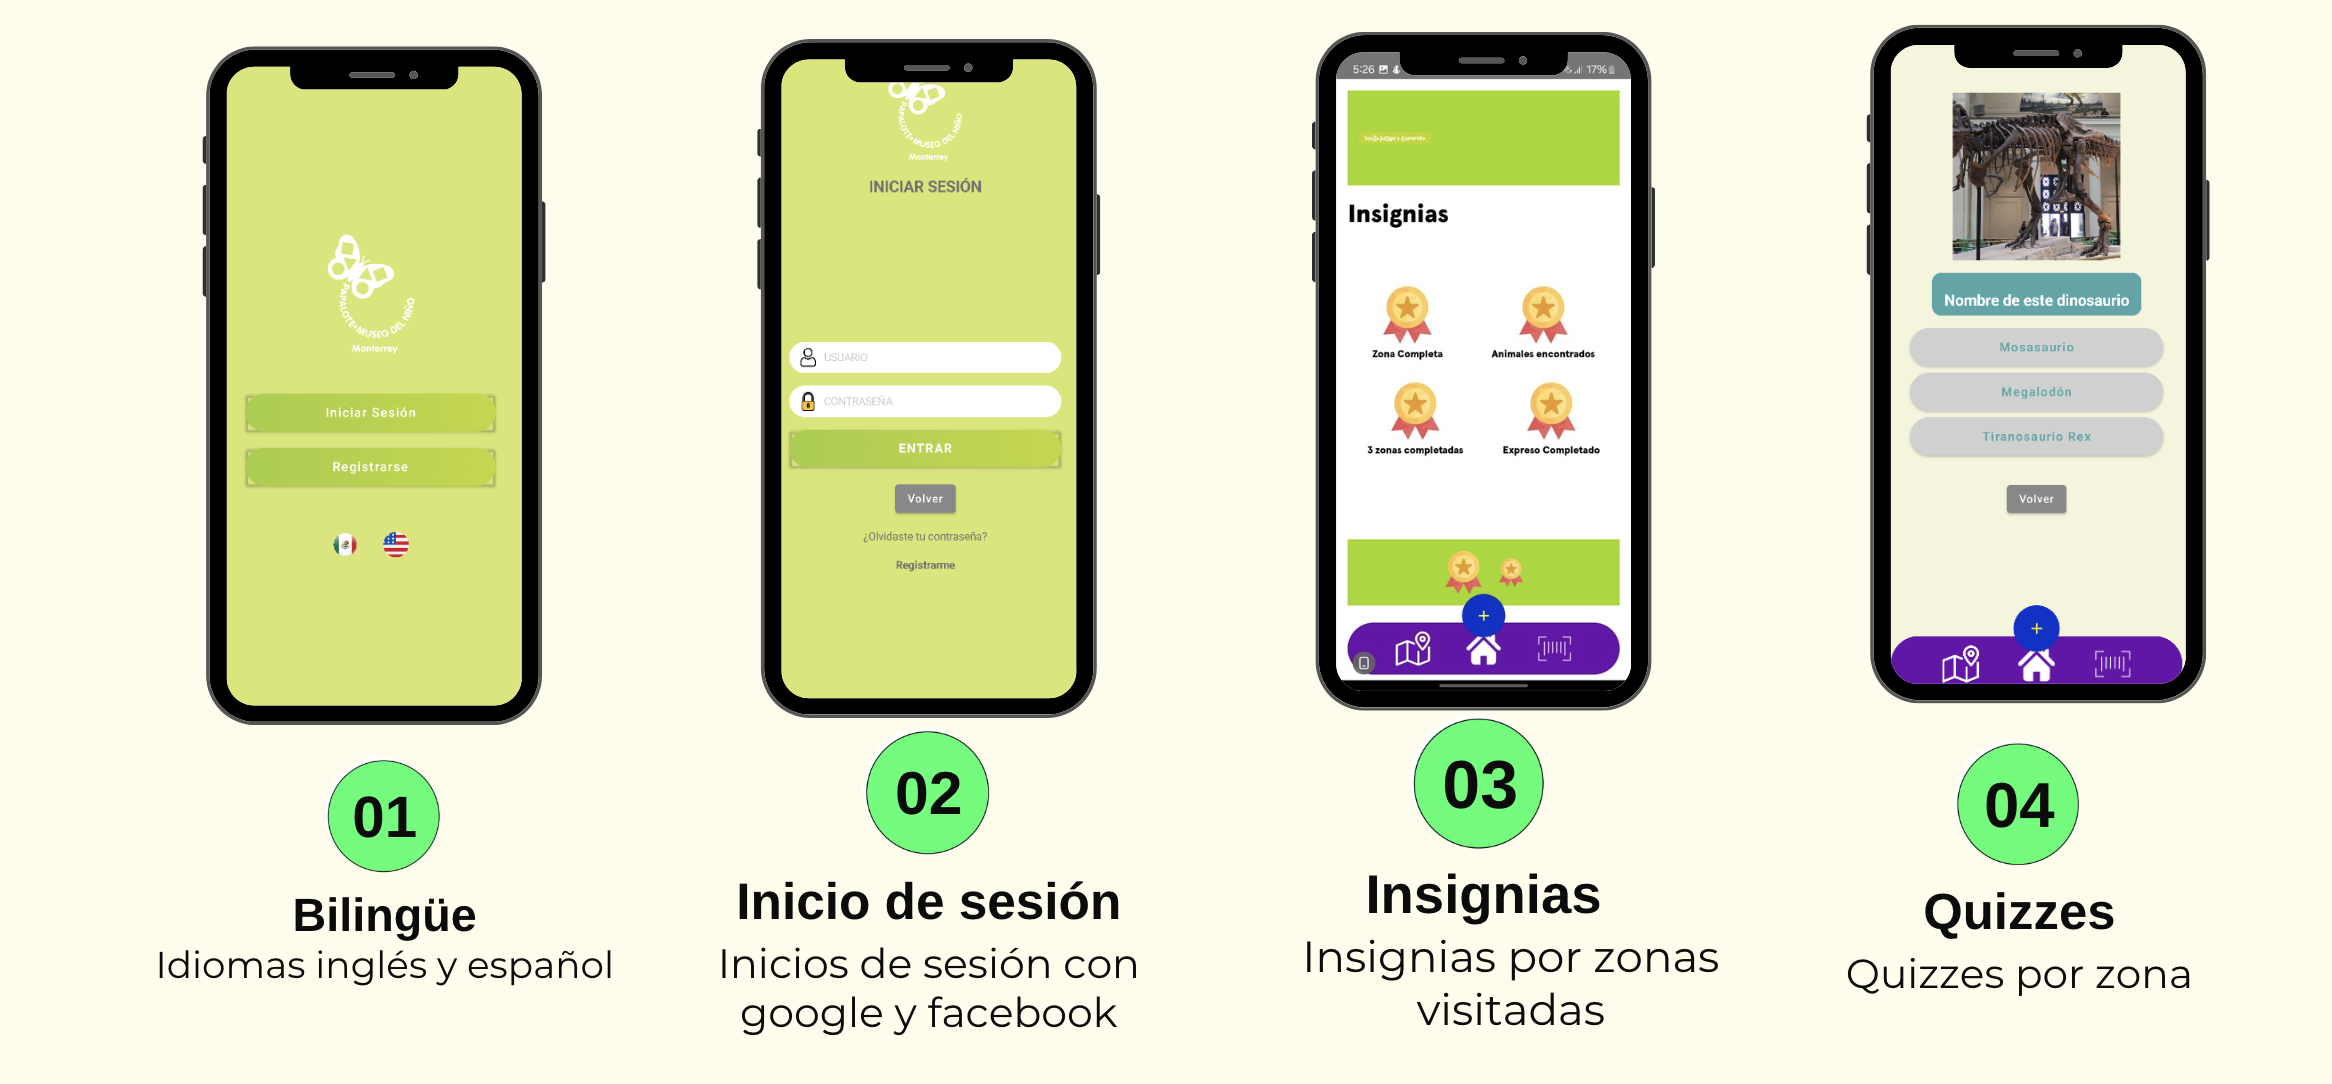 PAPALOTE•MUSEO DEL NIÑO
Monterrey
Iniciar Sesión
Registrarse
01
Bilingüe
Idiomas inglés y español
PAPALOTE•MUSEO DEL NIÑO
Monterrey
INICIAR SESIÓN
USUARIO
CONTRASEÑA
ENTRAR
Volver
¿Olvidaste tu contraseña?
Registrarme
02
Inicio de sesión
Inicios de sesión con
google y facebook
5:26
17%
toca juega y aprende
Insignias
Zona Completa
Animales encontrados
3 zonas completadas
Expreso Completado
+
03
Insignias
Insignias por zonas
visitadas
Nombre de este dinosaurio
Mosasaurio
Megalodón
Tiranosaurio Rex
Volver
+
04
Quizzes
Quizzes por zona